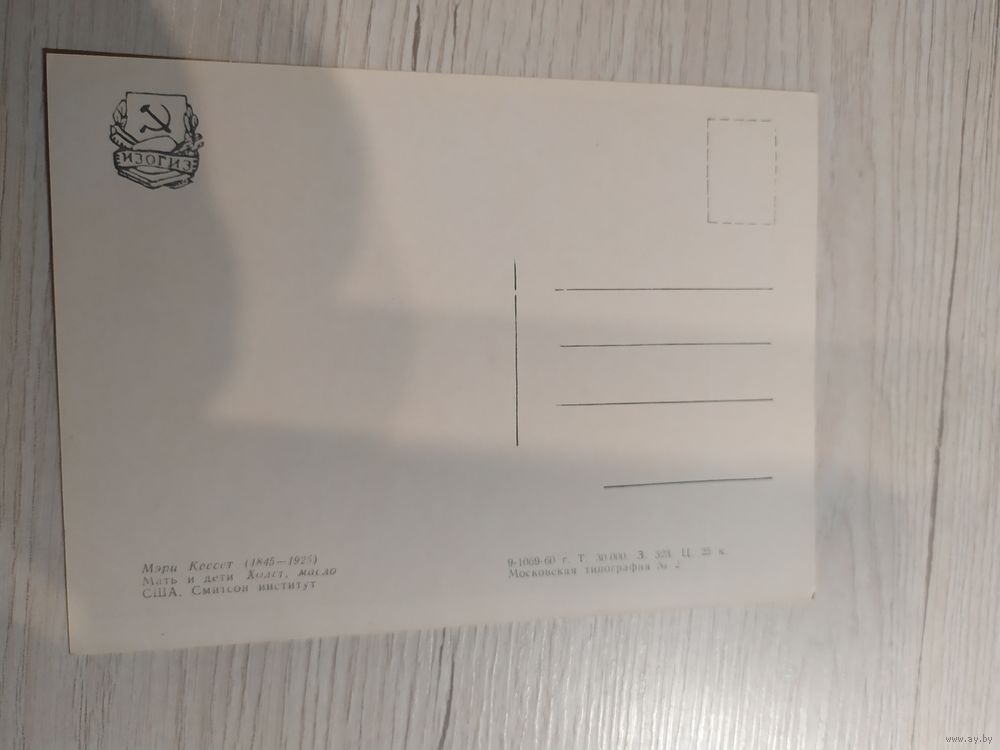 ИЗОГИЗ
Мэри Кессет (1845—1925)
Мать и дети Холст, масло
США. Смитсон институт
9-1069-60 г. Т. 30.000. З. 323. Ц. 25 к.
Московская типография № 2
www.ay.by